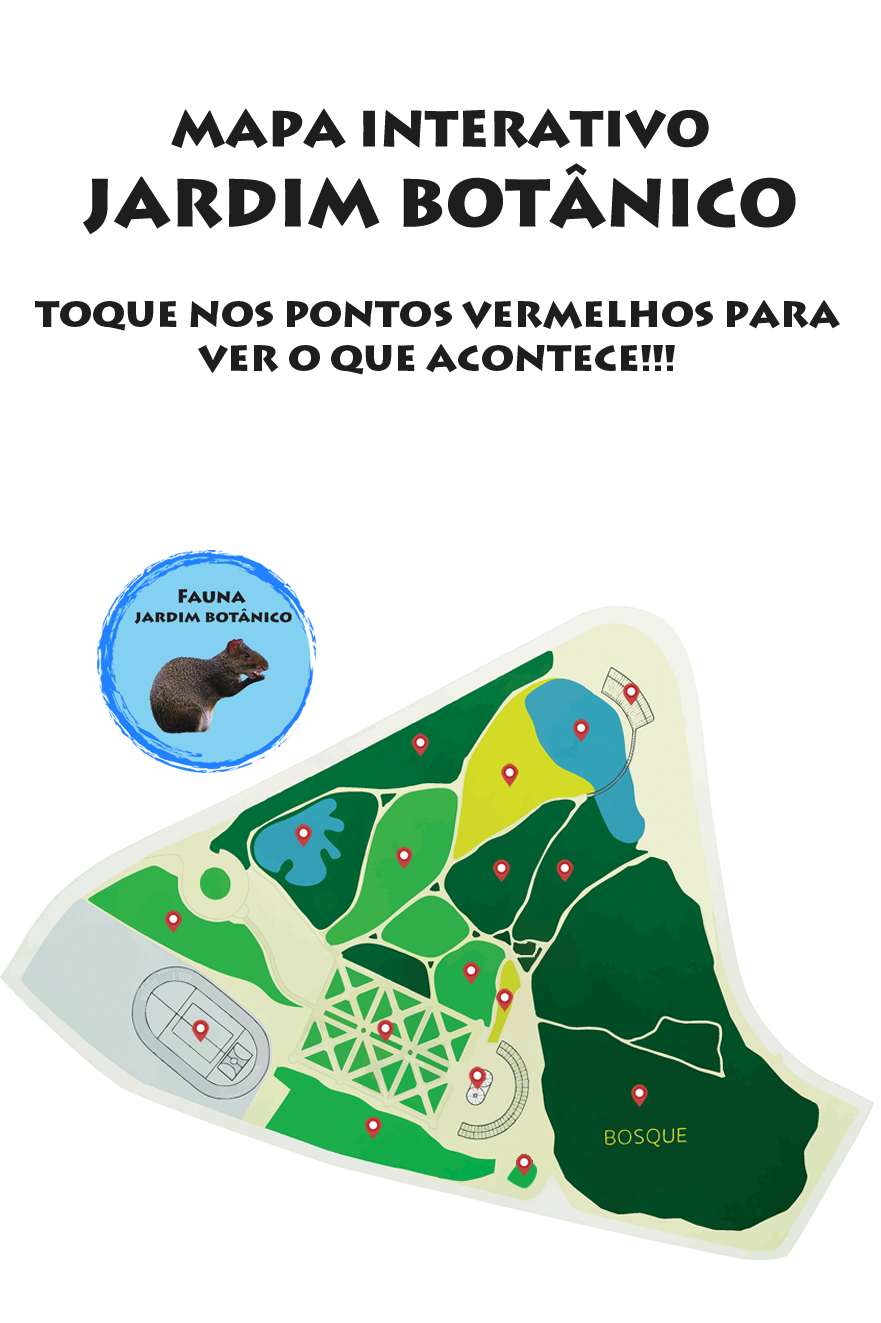 MAPA INTERATIVO
JARDIM BOTÂNICO
TOQUE NOS PONTOS VERMELHOS PARA
VER O QUE ACONTECE!!!
FAUNA
JARDIM BOTÂNICO
BOSQUE